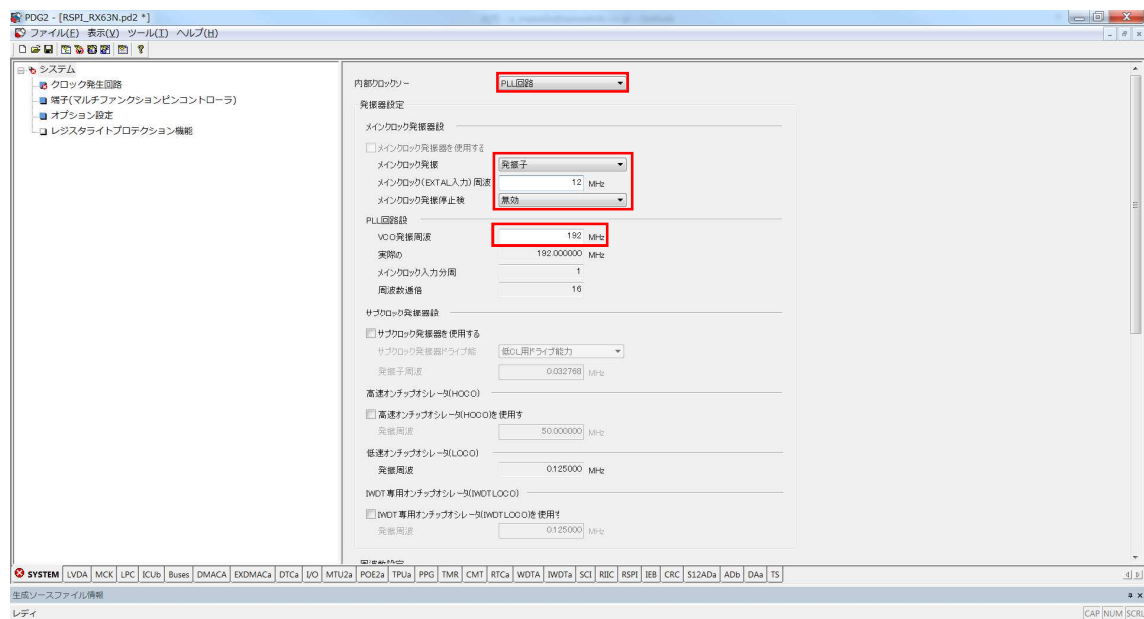 PDG2 - [RSPI_RX63N.pd2 *]
ファイル(F) 表示(V) ツール(T) ヘルプ(H)
システム
クロック発生回路
端子(マルチファンクションピンコントローラ)
オプション設定
レジスタライトプロテクション機能
内部クロックソー PLL回路
発振器設定
メインクロック発振器設
メインクロック発振器を使用する
メインクロック発振 発振子
メインクロック(EXTAL入力) 周波 12 MHz
メインクロック発振停止検 無効
PLL回路設
VCO発振周波 192 MHz
実際の 192.000000 MHz
メインクロック入力分周 1
周波数逓倍 16
サブクロック発振器設
サブクロック発振器を使用する
サブクロック発振器ドライブ能 低CL用ドライブ能力
発振子周波 0.032768 MHz
高速オンチップオシレータ(HOCO)
高速オンチップオシレータ(HOCO)を使用す
発振周波 50.000000 MHz
低速オンチップオシレータ(LOCO)
発振周波 0.125000 MHz
IWDT専用オンチップオシレータ(IWDTLOCO)
IWDT専用オンチップオシレータ(IWDTLOCO)を使用す
発振周波 0.125000 MHz
周波数設定
SYSTEM LVDA MCK LPC ICUb Buses DMACA EXDMACa DTCa I/O MTU2a POE2a TPUa PPG TMR CMT RTCa WDTA IWDTa SCI RIIC RSPI IEB CRC S12ADa ADb DAa TS
生成ソースファイル情報
レディ CAP NUM SCRL